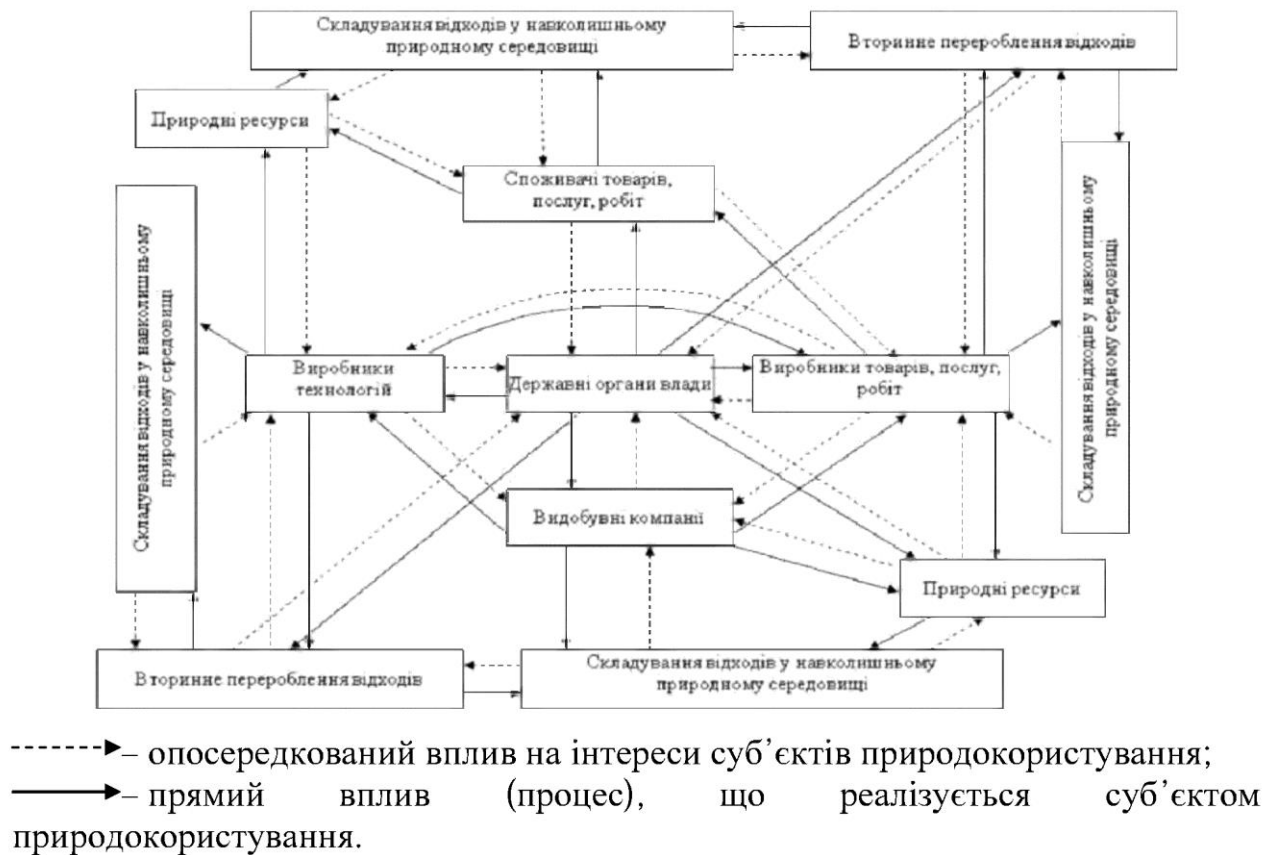 Складування відходів у навколишньому
природному середовищі
Вторинне перероблення відходів
Природні ресурси
Споживачі товарів,
послуг, робіт
Складування відходів у навколишньому
природному середовищі
Складування відходів у навколишньому
природному середовищі
Виробники
технологій
Державні органи влади
Виробники товарів, послуг,
робіт
Видобувні компанії
Природні ресурси
Вторинне перероблення відходів
Складування відходів у навколишньому
природному середовищі
– опосередкований вплив на інтереси суб’єктів природокористування;
– прямий вплив (процес), що реалізується суб’єктом
природокористування.